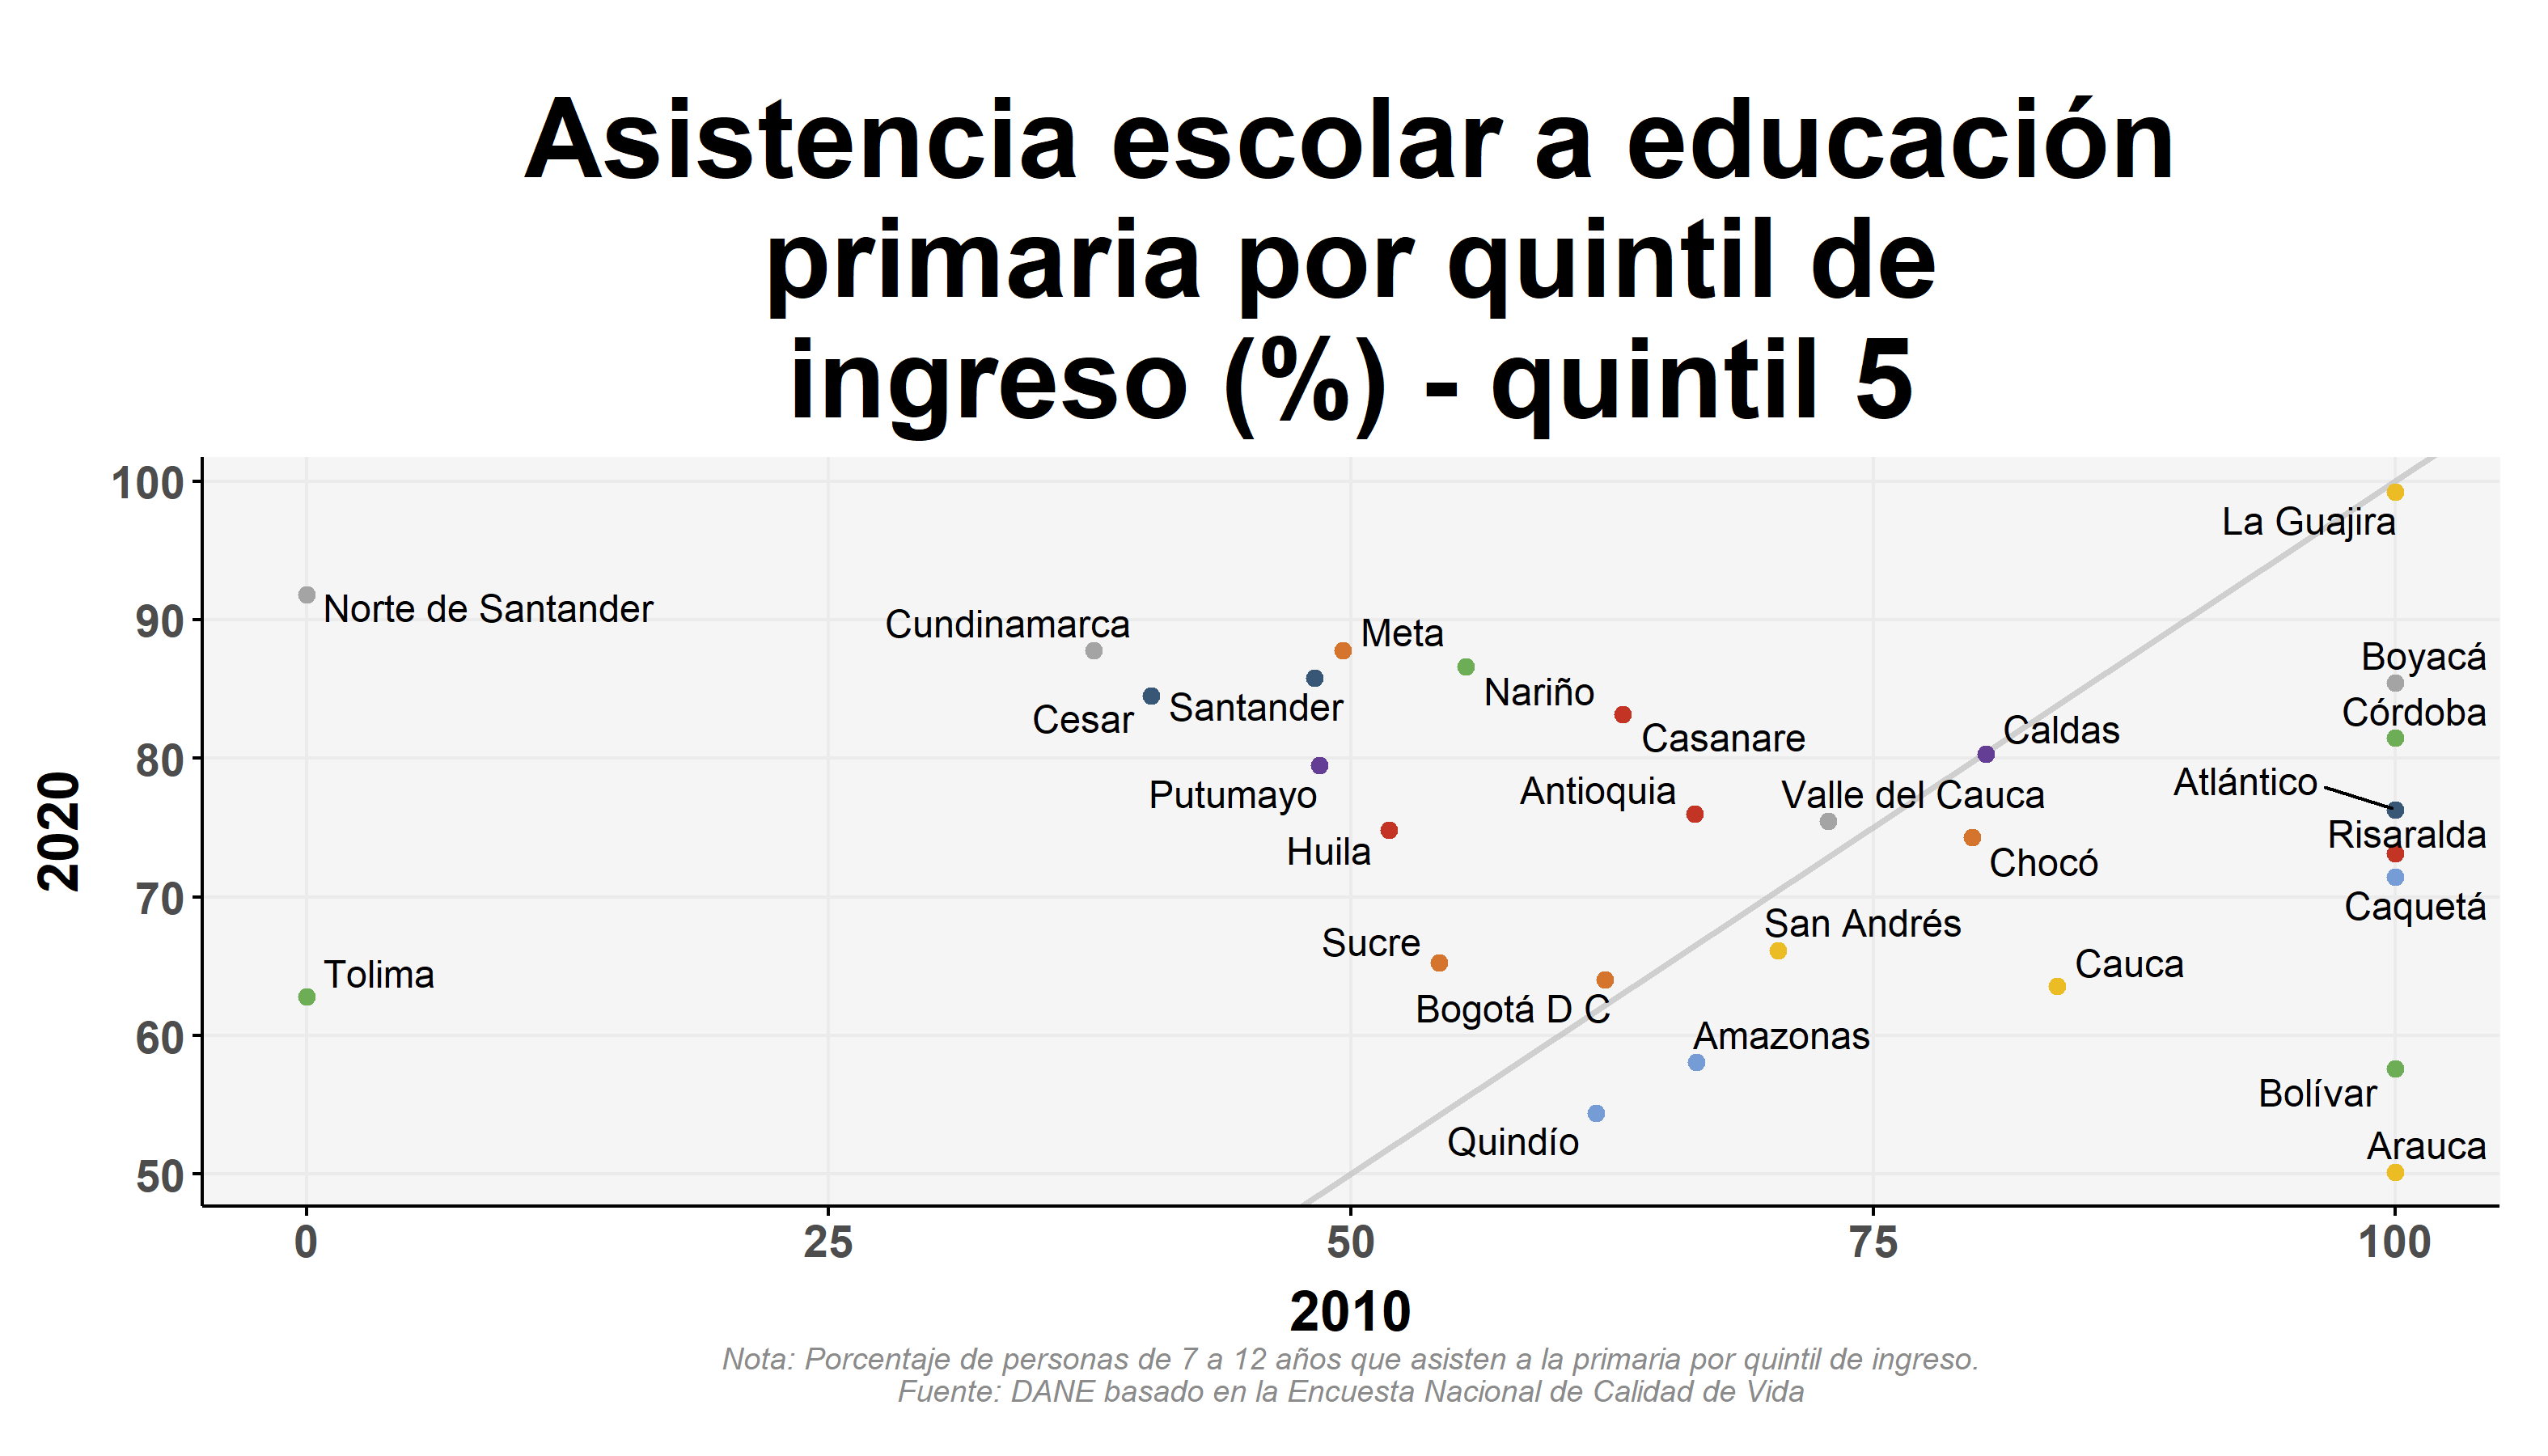 Asistencia escolar a educación
primaria por quintil de
ingreso (%) - quintil 5
100
90
80
70
60
50
2020
La Guajira
Norte de Santander
Cundinamarca
Meta
Boyacá
Nariño
Santander
Cesar
Córdoba
Caldas
Casanare
Atlántico
Putumayo
Antioquia
Valle del Cauca
Risaralda
Huila
Chocó
Caquetá
San Andrés
Sucre
Cauca
Tolima
Bogotá D C
Amazonas
Bolívar
Quindío
Arauca
0
25
50
75
100
2010
Nota: Porcentaje de personas de 7 a 12 años que asisten a la primaria por quintil de ingreso.
Fuente: DANE basado en la Encuesta Nacional de Calidad de Vida